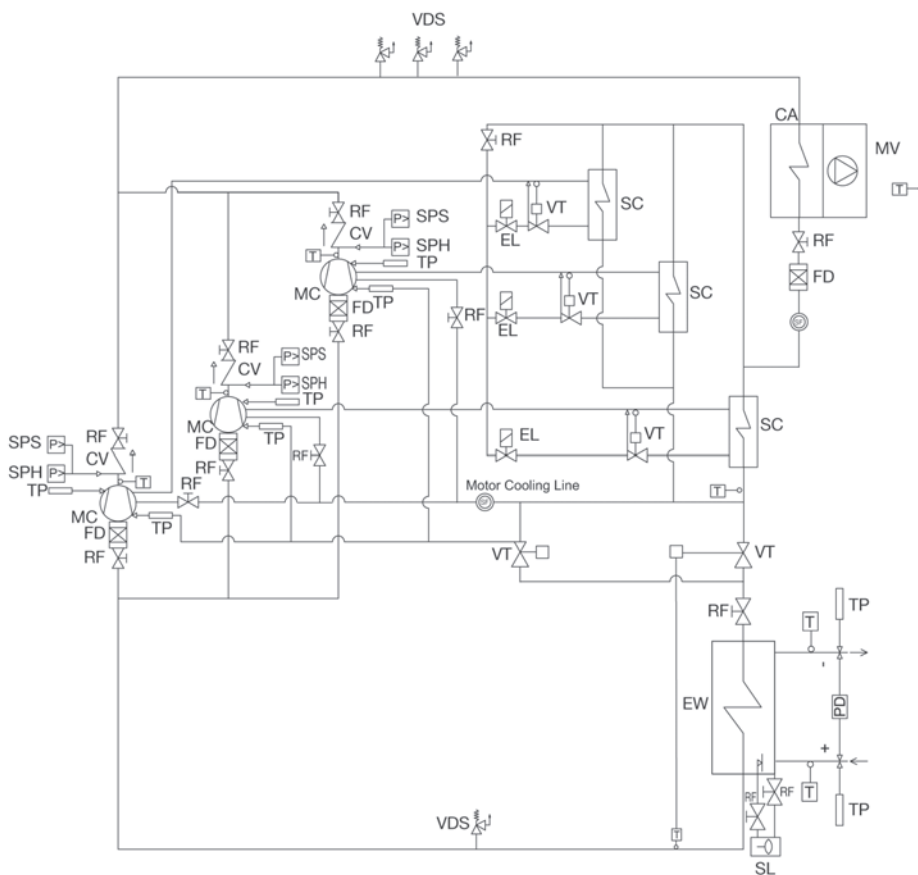 VDS
CA
MV
T
RF
FD
SF
RF
SC
EL
VT
RF
SPS
CV
P>
P>
SPH
T
TP
MC
FD
TP
RF
RF
SC
VT
EL
RF
SPS
CV
P>
P>
SPH
T
TP
MC
FD
TP
RF
RF
SC
EL
VT
SPS
P>
RF
CV
SPH
P>
T
TP
RF
Motor Cooling Line
SF
T
MC
FD
TP
RF
VT
VT
RF
TP
T
-
EW
PD
+
T
TP
RF
RF
VDS
T
SL